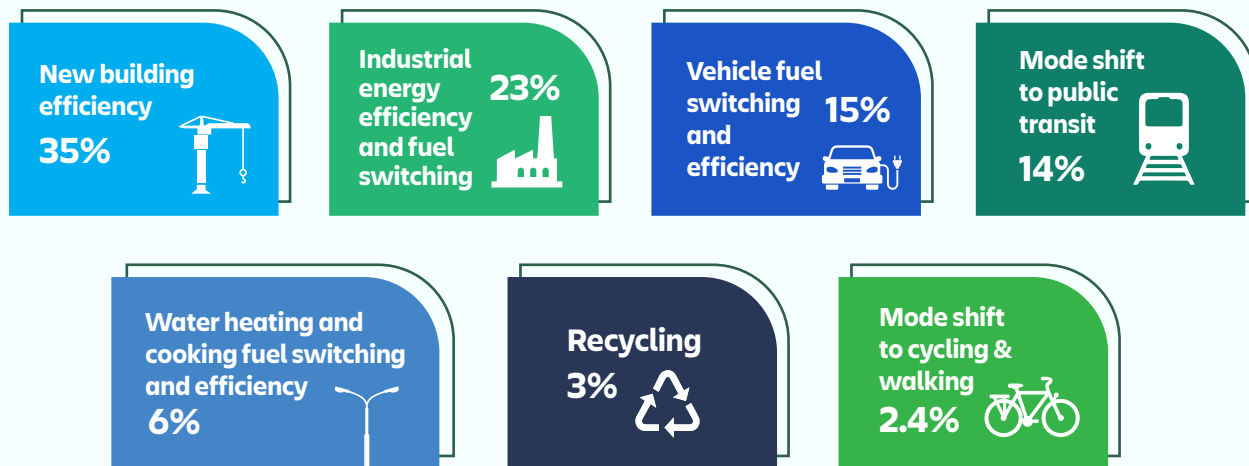 New building
efficiency
35%
Industrial
energy
efficiency
and fuel
switching
23%
Vehicle fuel
switching
and
efficiency
15%
Mode shift
to public
transit
14%
Water heating and
cooking fuel switching
and efficiency
6%
Recycling
3%
Mode shift
to cycling &
walking
2.4%